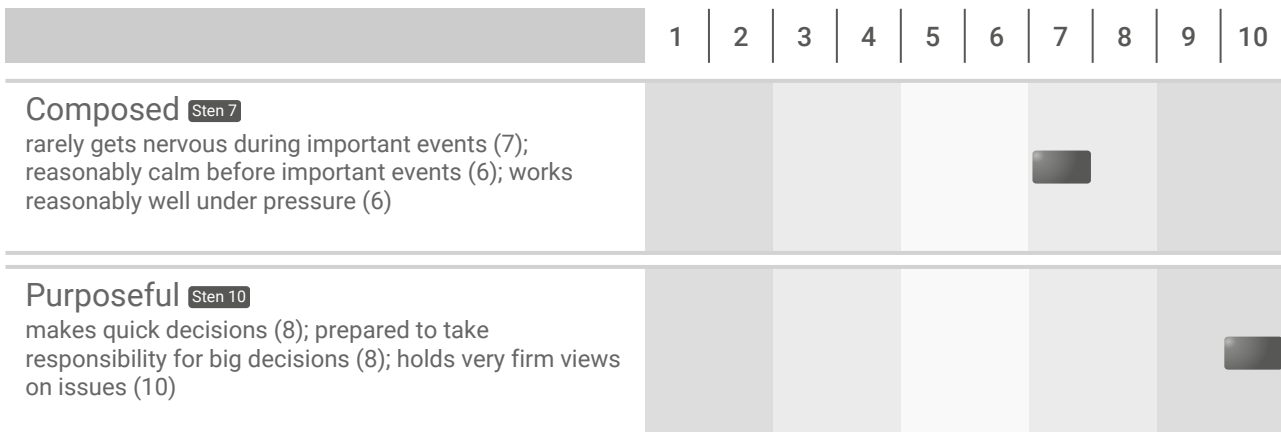 1 2 3 4 5 6 7 8 9 10
Composed Sten 7
rarely gets nervous during important events (7);
reasonably calm before important events (6); works
reasonably well under pressure (6)
Purposeful Sten 10
makes quick decisions (8); prepared to take
responsibility for big decisions (8); holds very firm views
on issues (10)